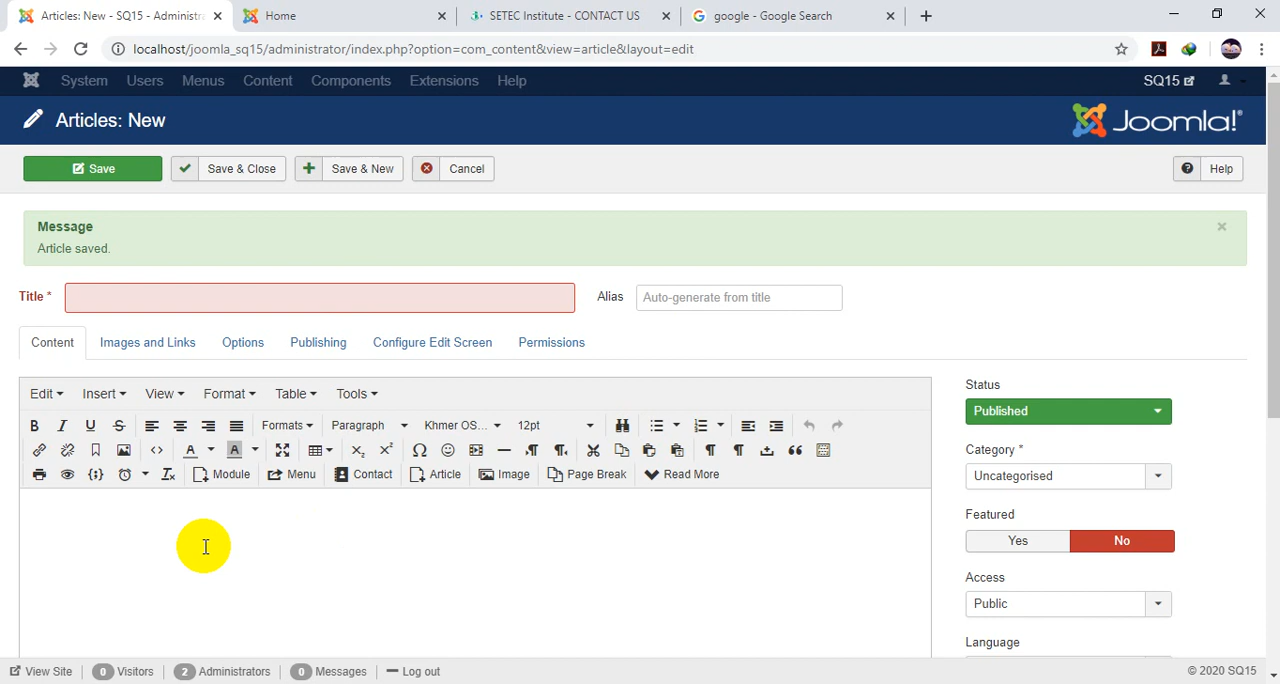 Articles: New - SQ15 - Administra
Home
SETEC Institute - CONTACT US
google - Google Search
localhost/joomla_sq15/administrator/index.php?option=com_content&view=article&layout=edit
System Users Menus Content Components Extensions Help
SQ15
Articles: New
Joomla!®
Save
Save & Close
Save & New
Cancel
Help
Message
Article saved.
Title *
Alias
Auto-generate from title
Content
Images and Links
Options
Publishing
Configure Edit Screen
Permissions
Edit Insert View Format Table Tools
B I U S Formats Paragraph Khmer OS... 12pt
Module Menu Contact Article Image Page Break Read More
Status
Published
Category *
Uncategorised
Featured
Yes No
Access
Public
Language
View Site 0 Visitors 2 Administrators 0 Messages Log out
© 2020 SQ15